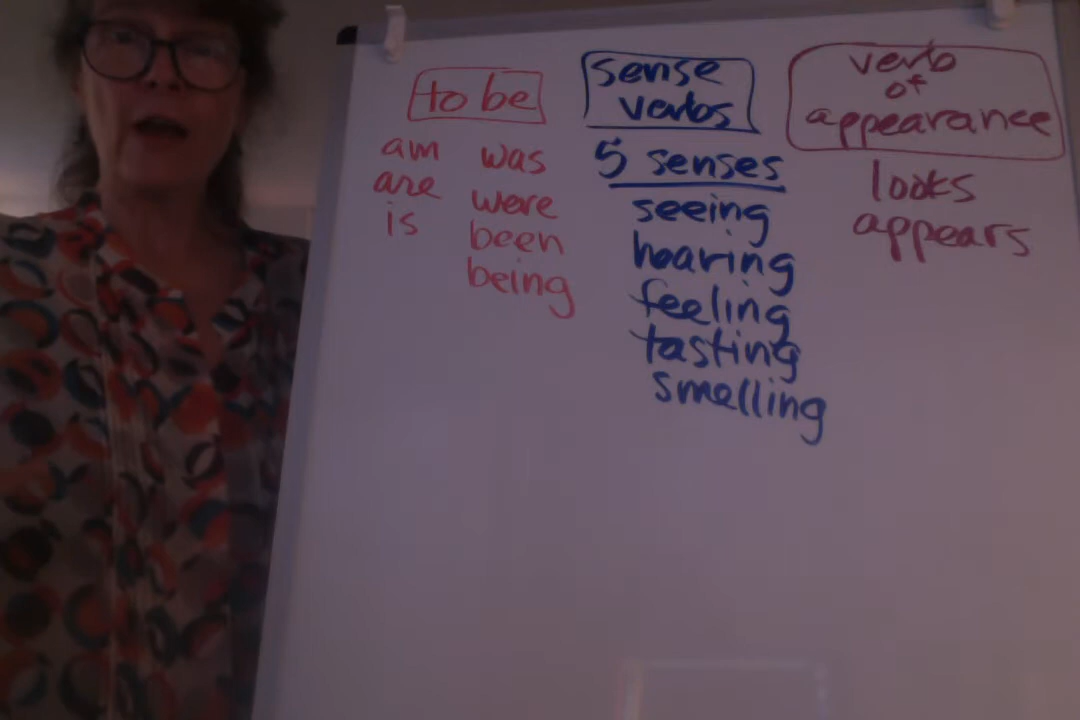 to be
am was
are were
is been
being
sense
verbs
5 senses
seeing
hearing
feeling
tasting
smelling
verb
of
appearance
looks
appears